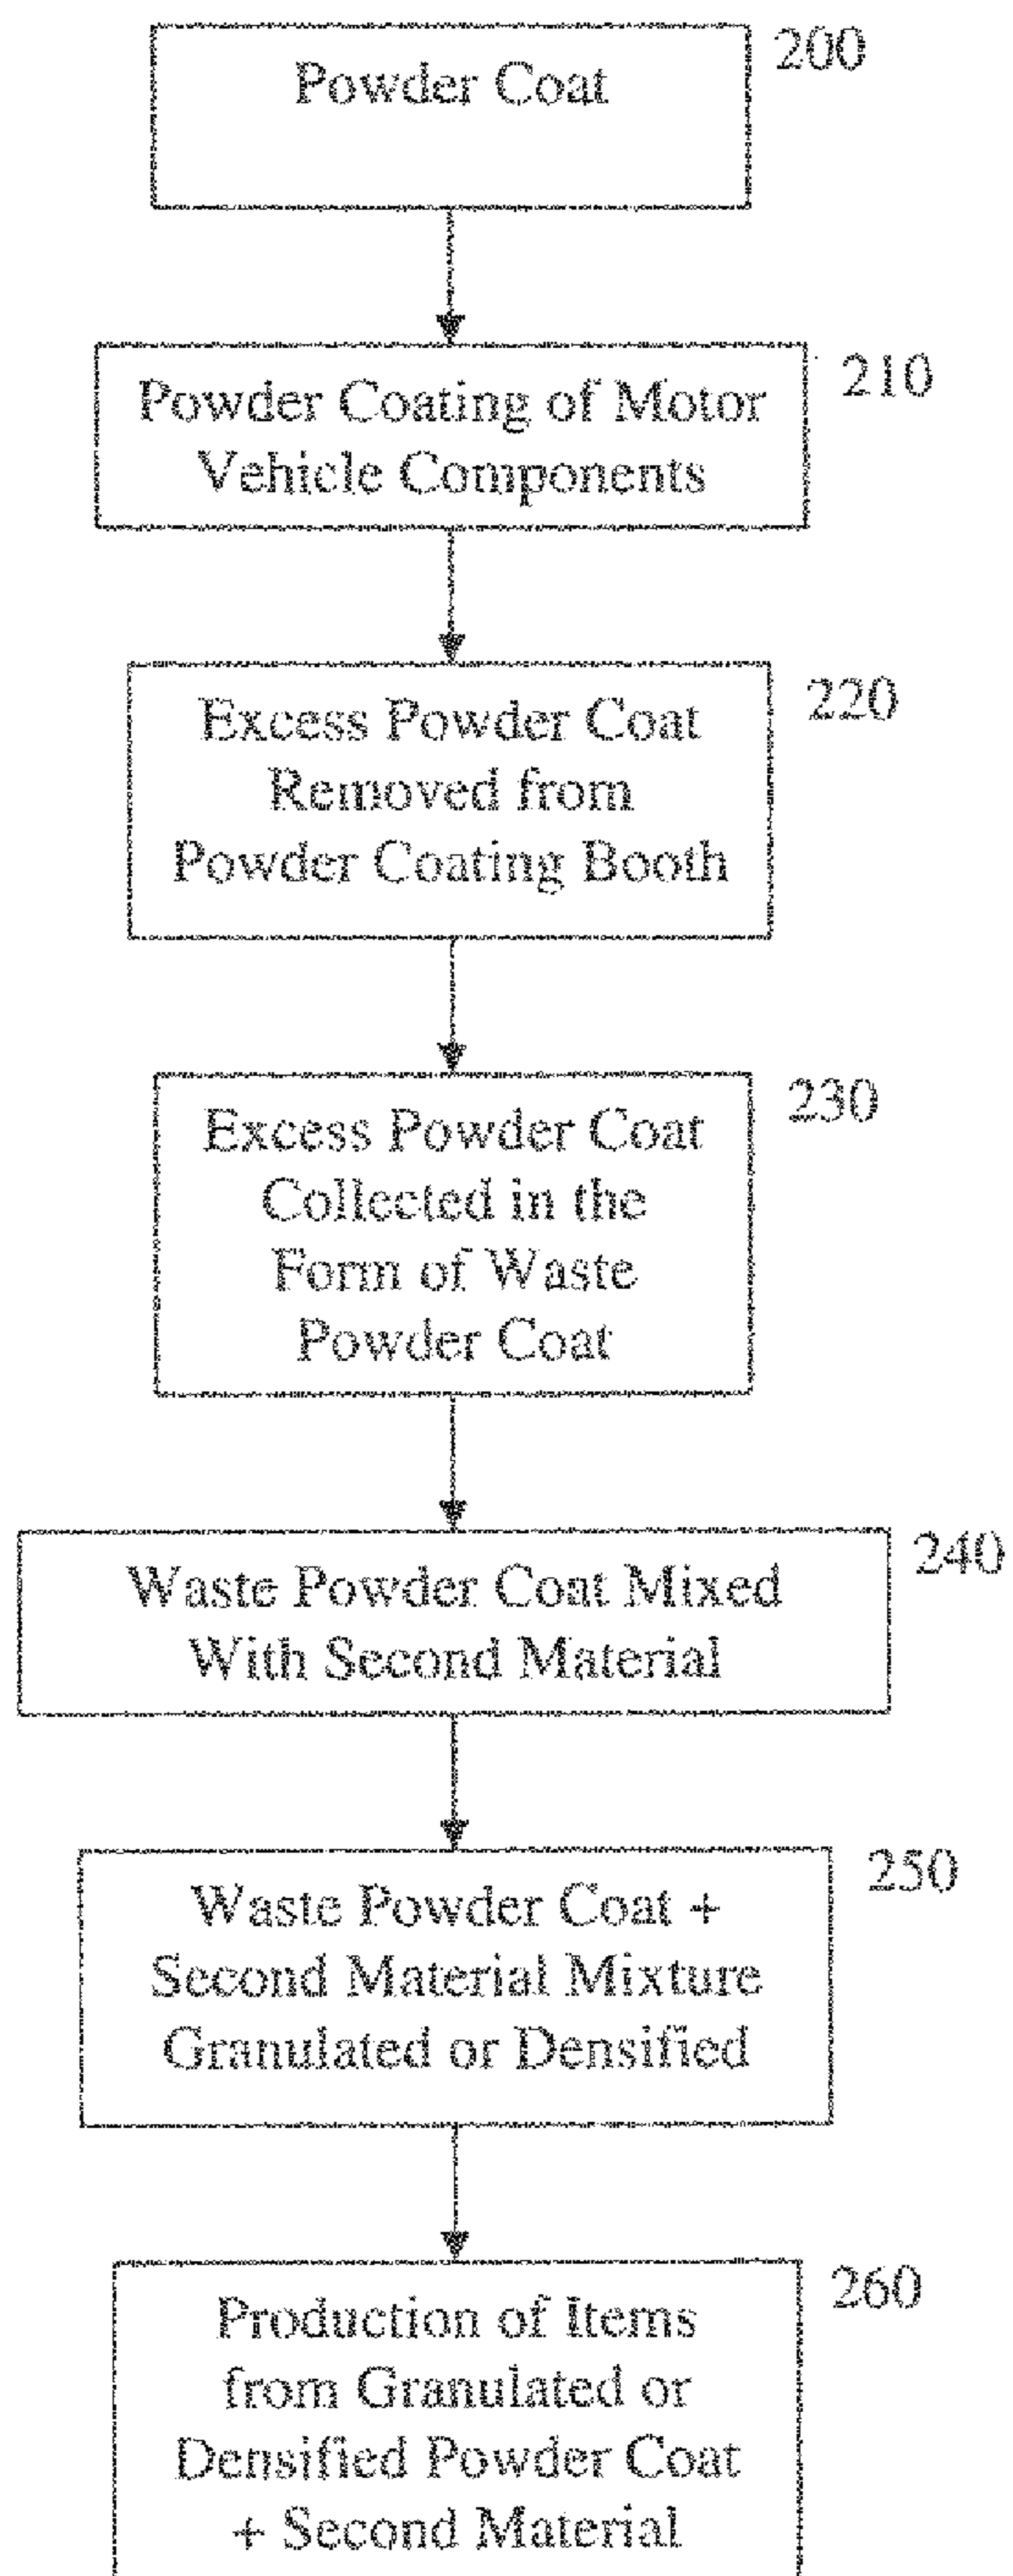 Powder Coat
200
Powder Coating of Motor
Vehicle Components
210
Excess Powder Coat
Removed from
Powder Coating Booth
220
Excess Powder Coat
Collected in the
Form of Waste
Powder Coat
230
Waste Powder Coat Mixed
With Second Material
240
Waste Powder Coat +
Second Material Mixture
Granulated or Densified
250
Production of Items
from Granulated or
Densified Powder Coat
+ Second Material
260